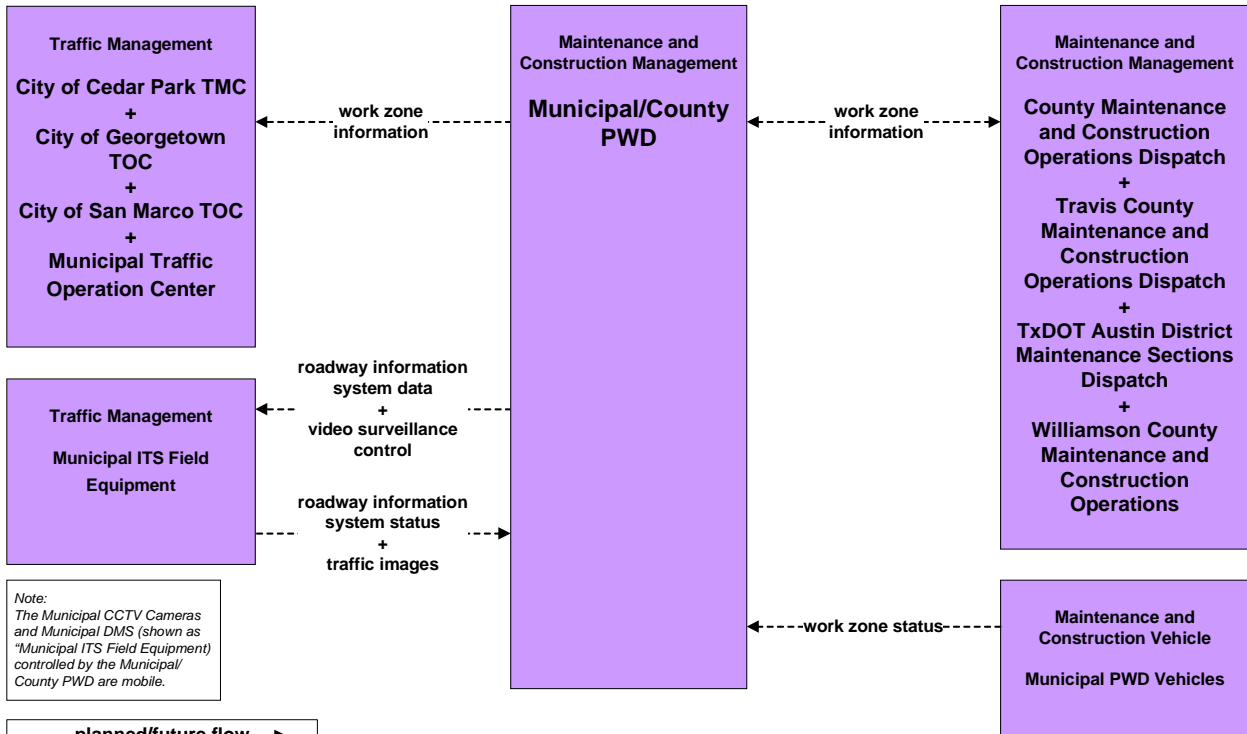 Traffic Management
City of Cedar Park TMC
+
City of Georgetown
TOC
+
City of San Marco TOC
+
Municipal Traffic
Operation Center
work zone
information
Maintenance and
Construction Management
Municipal/County
PWD
work zone
information
Maintenance and
Construction Management
County Maintenance
and Construction
Operations Dispatch
+
Travis County
Maintenance and
Construction
Operations Dispatch
+
TxDOT Austin District
Maintenance Sections
Dispatch
+
Williamson County
Maintenance and
Construction
Operations
Traffic Management
Municipal ITS Field
Equipment
roadway information
system data
+
video surveillance
control
roadway information
system status
+
traffic images
Note:
The Municipal CCTV Cameras
and Municipal DMS (shown as
“Municipal ITS Field Equipment)
controlled by the Municipal/
County PWD are mobile.
work zone status
Maintenance and
Construction Vehicle
Municipal PWD Vehicles
planned/future flow